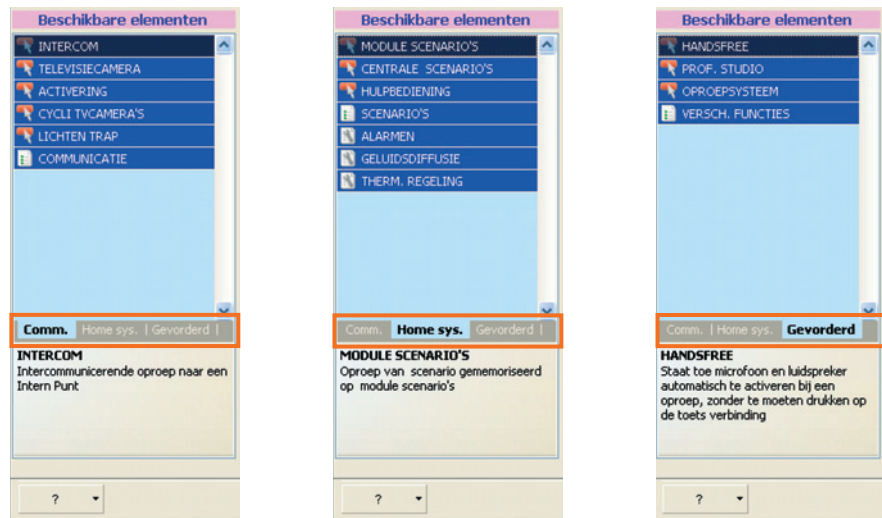 Beschikbare elementen
INTERCOM
TELEVISIECAMERA
ACTIVERING
CYCLI TVCAMERA'S
LICHTEN TRAP
COMMUNICATIE
Comm. Home sys. | Gevorderd |
INTERCOM
Intercommunicerende oproep naar een
Intern Punt
?
Beschikbare elementen
MODULE SCENARIO'S
CENTRALE SCENARIO'S
HULPBEDIENING
SCENARIO'S
ALARMEN
GELUIDSDIFFUSIE
THERM. REGELING
Comm. Home sys. Gevorderd |
MODULE SCENARIO'S
Oproep van scenario gememoriseerd
op module scenario's
?
Beschikbare elementen
HANDSFREE
PROF. STUDIO
OPROEPSYSTEEM
VERSCH. FUNCTIES
Comm. | Home sys. Gevorderd
HANDSFREE
Staat toe microfoon en luidspreker
automatisch te activeren bij een
oproep, zonder te moeten drukken op
de toets verbinding
?